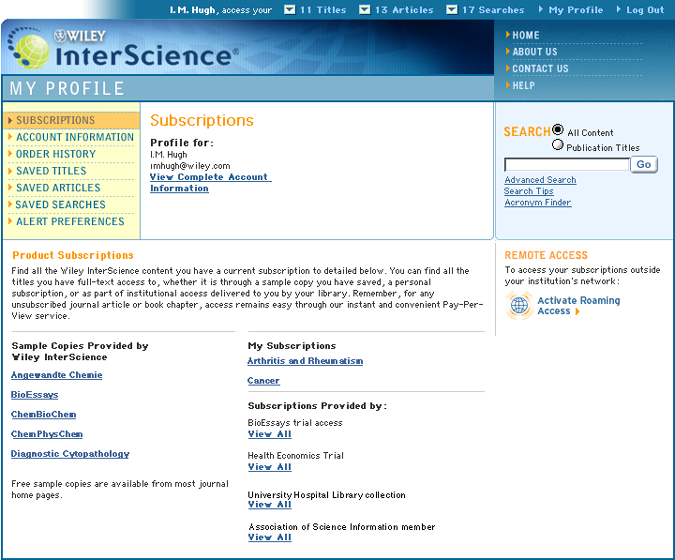 I.M. Hugh, access your 11 Titles 13 Articles 17 Searches My Profile Log Out
WILEY
InterScience®
HOME
ABOUT US
CONTACT US
HELP
MY PROFILE
SUBSCRIPTIONS
ACCOUNT INFORMATION
ORDER HISTORY
SAVED TITLES
SAVED ARTICLES
SAVED SEARCHES
ALERT PREFERENCES
Subscriptions
Profile for:
I.M. Hugh
imhugh@wiley.com
View Complete Account
Information
SEARCH All Content
Publication Titles
Go
Advanced Search
Search Tips
Acronym Finder
Product Subscriptions
Find all the Wiley InterScience content you have a current subscription to detailed below. You can find all the
titles you have full-text access to, whether it is through a sample copy you have saved, a personal
subscription, or as part of institutional access delivered to you by your library. Remember, for any
unsubscribed journal article or book chapter, access remains easy through our instant and convenient Pay-Per-
View service.
REMOTE ACCESS
To access your subscriptions outside
your institution's network:
Activate Roaming
Access
Sample Copies Provided by
Wiley InterScience
Angewandte Chemie
BioEssays
ChemBioChem
ChemPhysChem
Diagnostic Cytopathology
Free sample copies are available from most journal
home pages.
My Subscriptions
Arthritis and Rheumatism
Cancer
Subscriptions Provided by:
BioEssays trial access
View All
Health Economics Trial
View All
University Hospital Library collection
View All
Association of Science Information member
View All